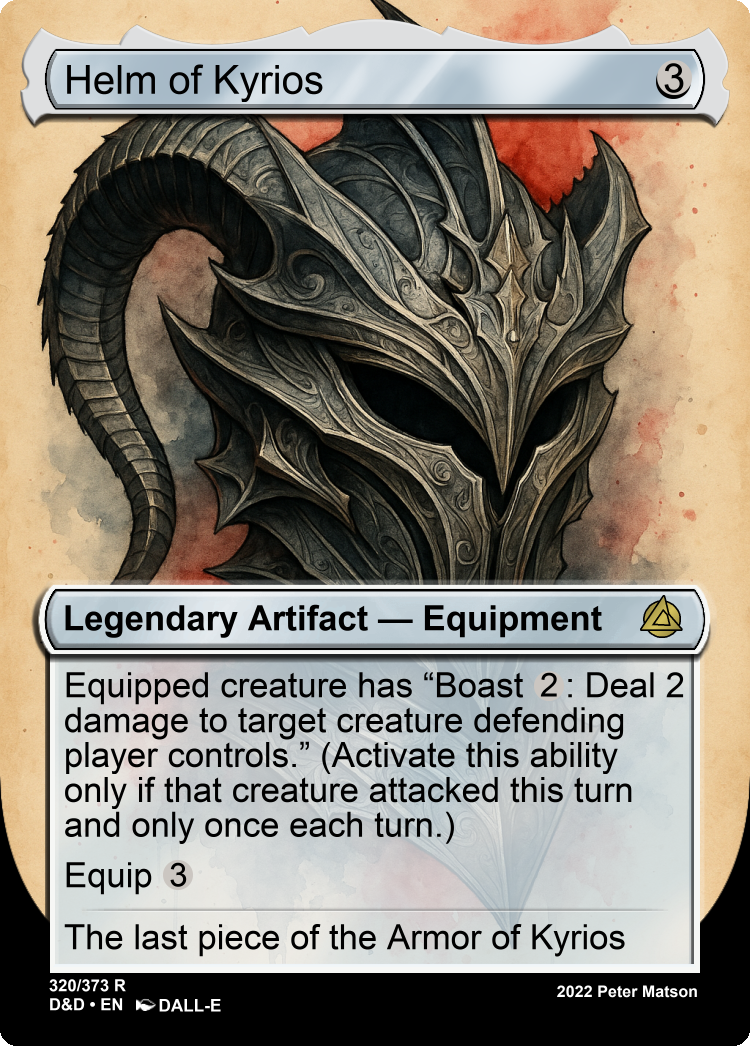 Helm of Kyrios
3
Legendary Artifact — Equipment
Equipped creature has “Boast 2 : Deal 2
damage to target creature defending
player controls.” (Activate this ability
only if that creature attacked this turn
and only once each turn.)
Equip 3
The last piece of the Armor of Kyrios
320/373 R
D&D • EN DALL-E
2022 Peter Matson